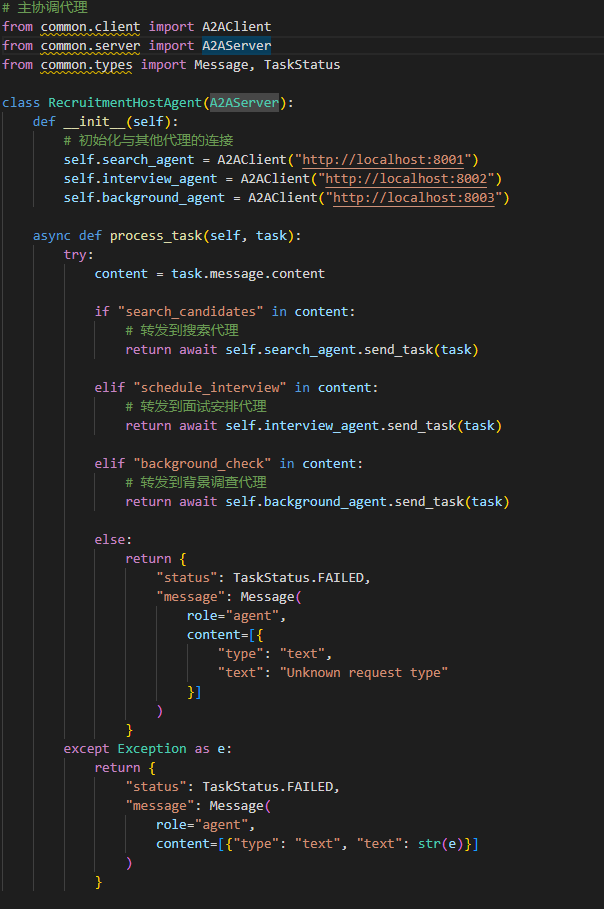 # 主协调代理
from common.client import A2AClient
from common.server import A2AServer
from common.types import Message, TaskStatus

class RecruitmentHostAgent(A2AServer):
    def __init__(self):
        # 初始化与其他代理的连接
        self.search_agent = A2AClient("http://localhost:8001")
        self.interview_agent = A2AClient("http://localhost:8002")
        self.background_agent = A2AClient("http://localhost:8003")

    async def process_task(self, task):
        try:
            content = task.message.content

            if "search_candidates" in content:
                # 转发到搜索代理
                return await self.search_agent.send_task(task)

            elif "schedule_interview" in content:
                # 转发到面试安排代理
                return await self.interview_agent.send_task(task)

            elif "background_check" in content:
                # 转发到背景调查代理
                return await self.background_agent.send_task(task)

            else:
                return {
                    "status": TaskStatus.FAILED,
                    "message": Message(
                        role="agent",
                        content=[{
                            "type": "text",
                            "text": "Unknown request type"
                        }]
                    )
                }
        except Exception as e:
            return {
                "status": TaskStatus.FAILED,
                "message": Message(
                    role="agent",
                    content=[{"type": "text", "text": str(e)}]
                )
            }